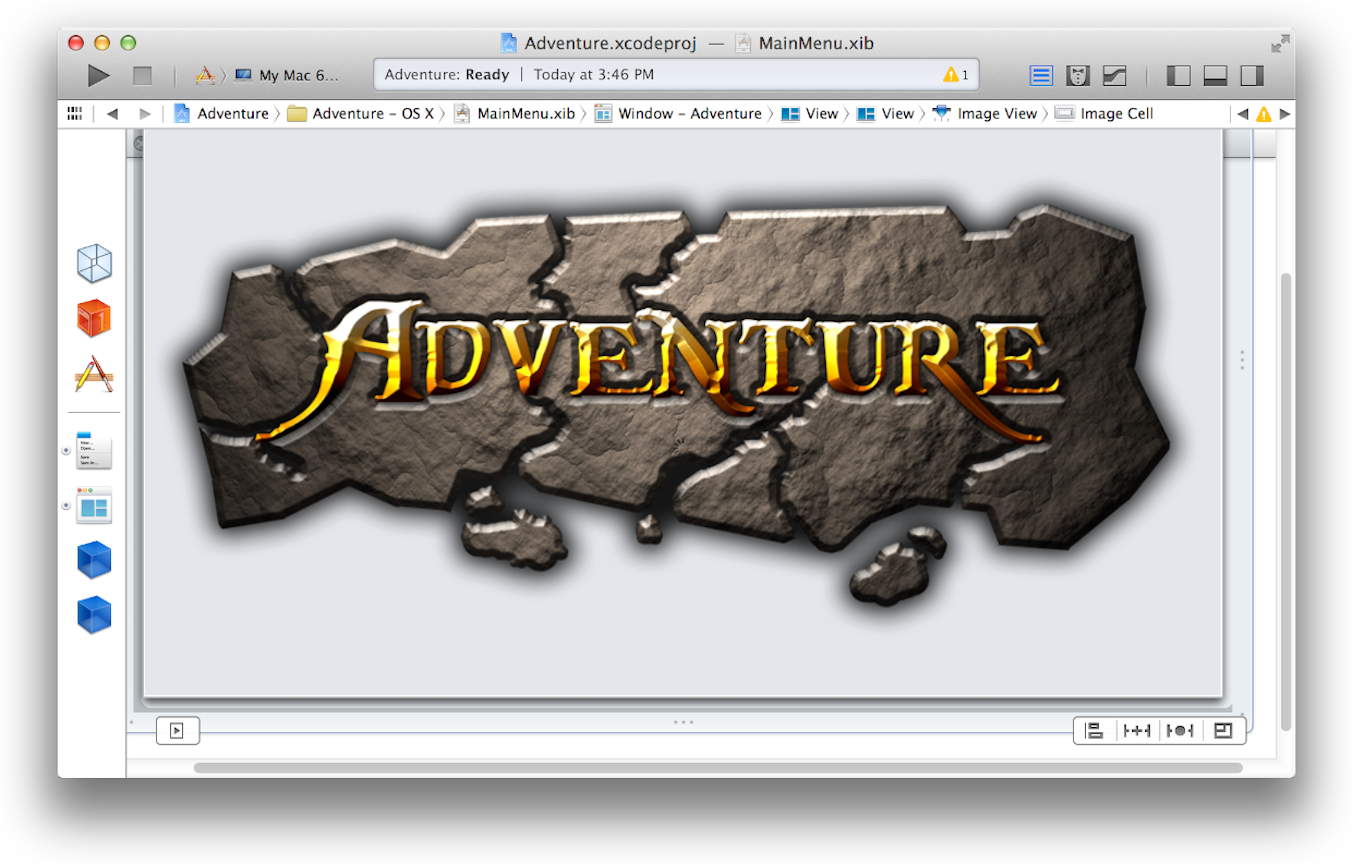 Adventure.xcodeproj — MainMenu.xib
My Mac 6...
Adventure: Ready | Today at 3:46 PM
1
Adventure
Adventure – OS X
MainMenu.xib
Window – Adventure
View
View
Image View
Image Cell
ADVENTURE